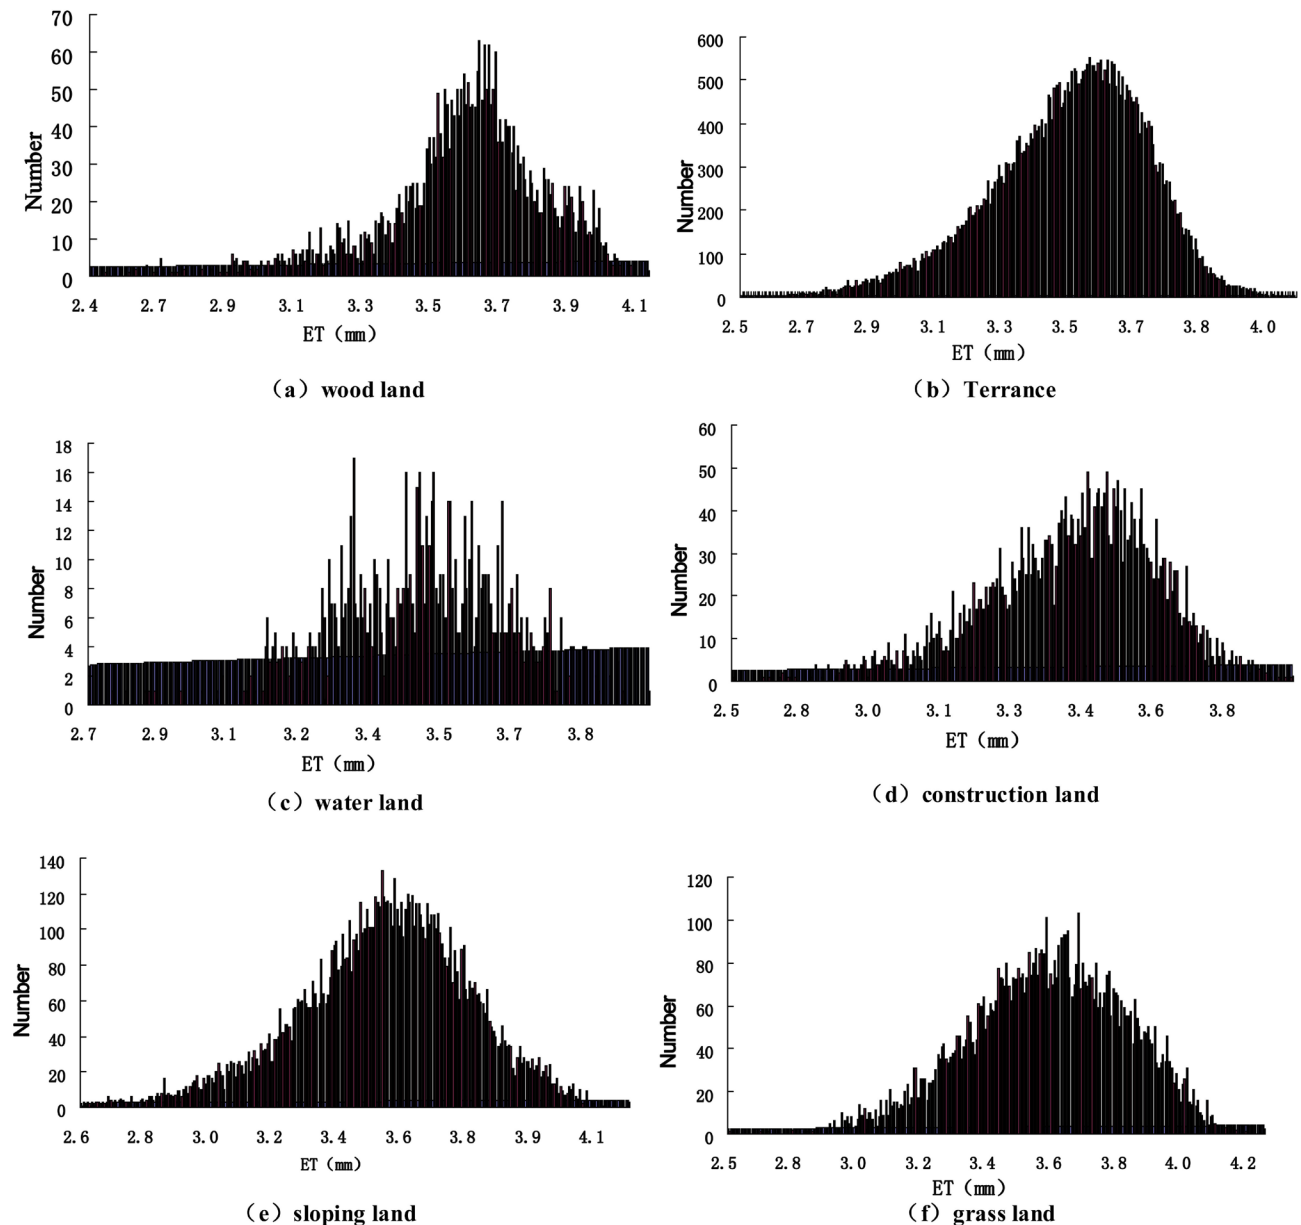 70
60
50
40
30
20
10
0
Number
2.4 2.7 2.9 3.1 3.3 3.5 3.7 3.9 4.1
ET（mm）
（a）wood land
600
500
400
300
200
100
0
Number
2.5 2.7 2.9 3.1 3.3 3.5 3.7 3.8 4.0
ET（mm）
（b）Terrance
18
16
14
12
10
8
6
4
2
0
Number
2.7 2.9 3.1 3.2 3.4 3.5 3.7 3.8
ET（mm）
（c）water land
60
50
40
30
20
10
0
Number
2.5 2.8 3.0 3.1 3.3 3.4 3.6 3.8
ET（mm）
（d）construction land
140
120
100
80
60
40
20
0
Number
2.6 2.8 3.0 3.2 3.4 3.6 3.8 3.9 4.1
ET（mm）
（e）sloping land
120
100
80
60
40
20
0
Number
2.5 2.8 3.0 3.2 3.4 3.6 3.8 4.0 4.2
ET（mm）
（f）grass land